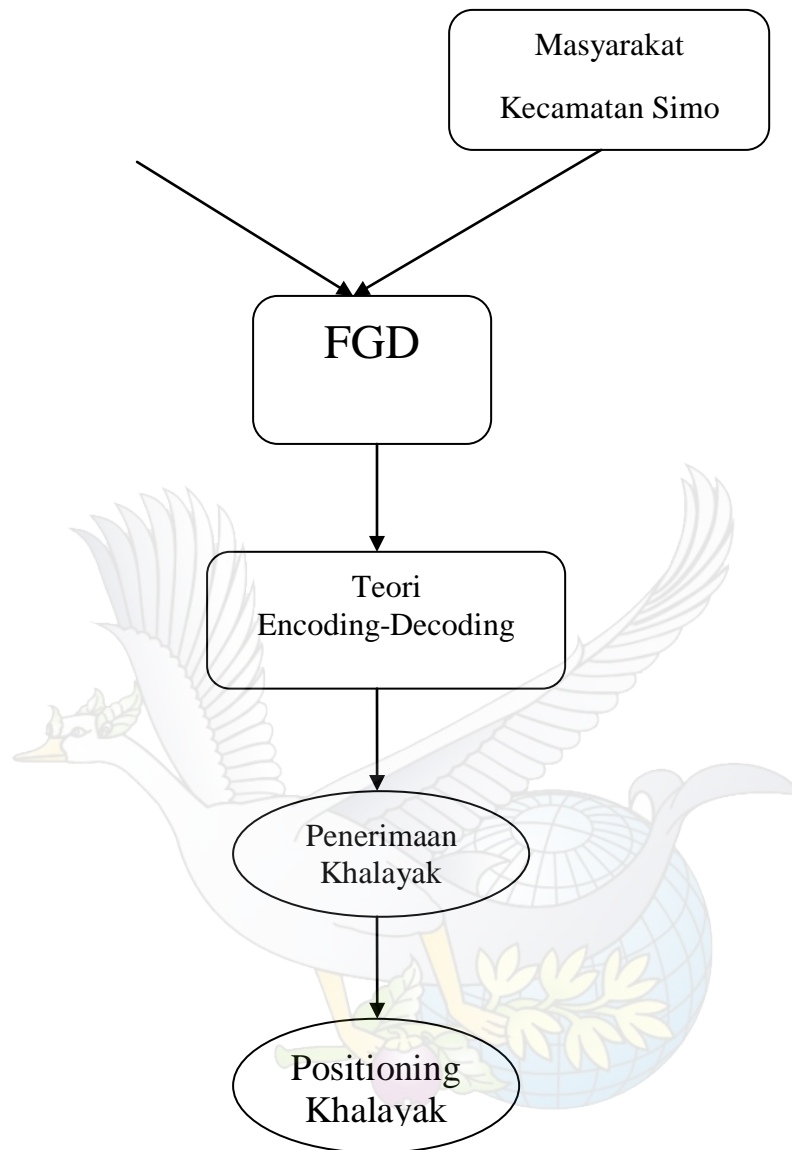 Masyarakat
Kecamatan Simo
FGD
Teori
Encoding-Decoding
Penerimaan
Khalayak
Positioning
Khalayak